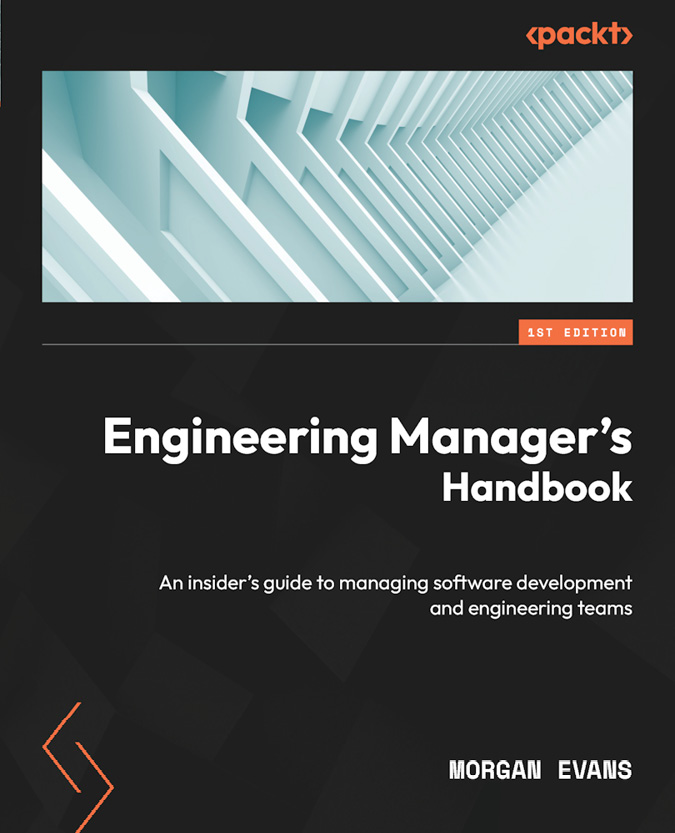 <packt>
1ST EDITION
Engineering Manager’s
Handbook
An insider’s guide to managing software development
and engineering teams
MORGAN EVANS